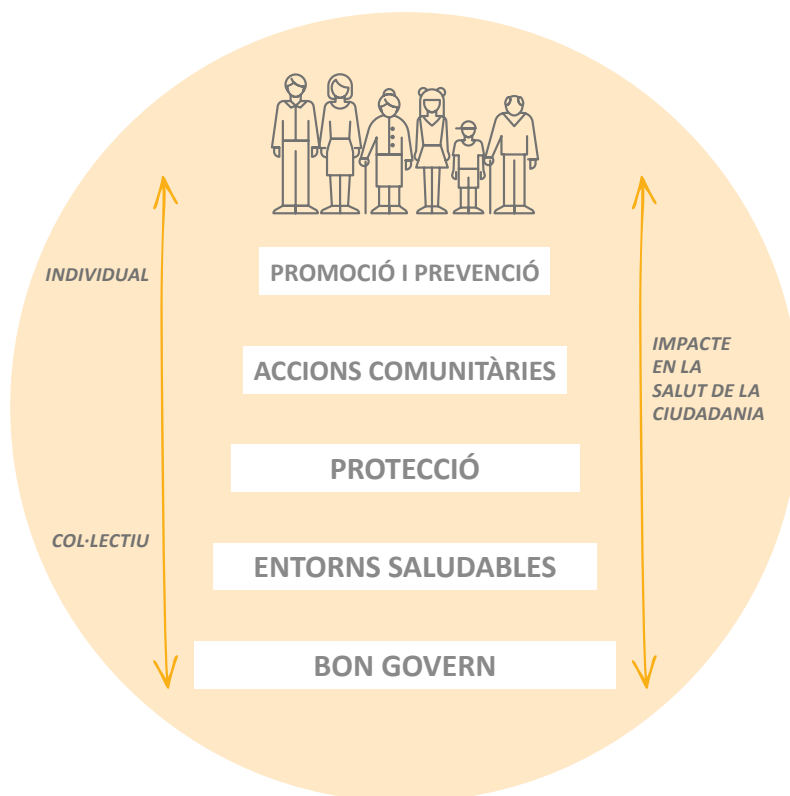 INDIVIDUAL
PROMOCIÓ I PREVENCIÓ
ACCIONS COMUNITÀRIES
IMPACTE
EN LA
SALUT DE LA
CIUDADANIA
PROTECCIÓ
COL·LECTIU
ENTORNS SALUDABLES
BON GOVERN